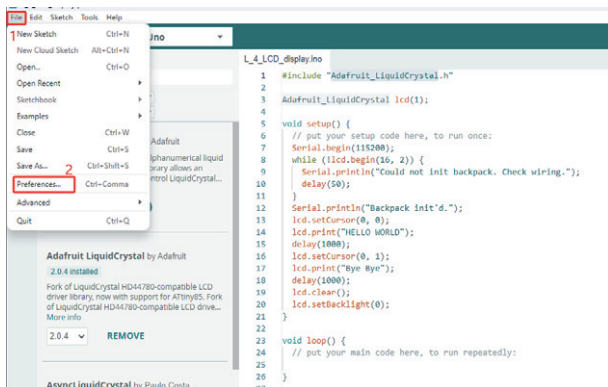 File Edit Sketch Tools Help
1
New Sketch Ctrl+N
New Cloud Sketch Alt+Ctrl+N
Open... Ctrl+O
Open Recent
Sketchbook
Examples
Close Ctrl+W
Save Ctrl+S
Save As... Ctrl+Shift+S
2
Preferences... Ctrl+Comma
Advanced
Quit Ctrl+Q
Uno
Adafruit
lphanumerical liquid
orary allows an
ntrol LiquidCrystal...
Adafruit LiquidCrystal by Adafruit
2.0.4 installed
Fork of LiquidCrystal HD44780-compatible LCD
driver library, now with support for ATtiny85. Fork
of LiquidCrystal HD44780-compatible LCD drive...
More info
2.0.4 REMOVE
AsyncLiquidCrystal by Paulo Costa
L_4_LCD_display.ino
1 #include "Adafruit_LiquidCrystal.h"
2
3 Adafruit_LiquidCrystal lcd(1);
4
5 void setup() {
6 // put your setup code here, to run once:
7 Serial.begin(115200);
8 while (!lcd.begin(16, 2)) {
9 Serial.println("Could not init backpack. Check wiring.");
10 delay(50);
11 }
12 Serial.println("Backpack init'd.");
13 lcd.setCursor(0, 0);
14 lcd.print("HELLO WORLD");
15 delay(1000);
16 lcd.setCursor(0, 1);
17 lcd.print("Bye Bye");
18 delay(1000);
19 lcd.clear();
20 lcd.setBacklight(0);
21 }
22
23 void loop() {
24 // put your main code here, to run repeatedly:
25
26 }